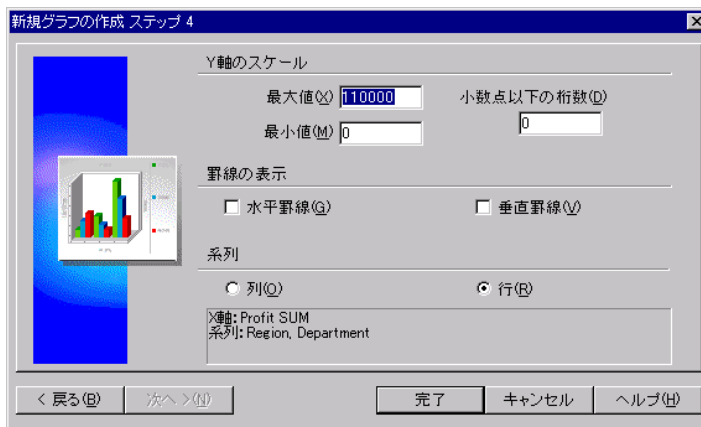 新規グラフの作成 ステップ 4
Y軸のスケール
最大値(X) 110000 小数点以下の桁数(D)
最小値(M) 0 0
罫線の表示
水平罫線(G) 垂直罫線(V)
系列
列(O) 行(R)
X軸: Profit SUM
系列: Region, Department
< 戻る(B) 次へ >(N) 完了 キャンセル ヘルプ(H)